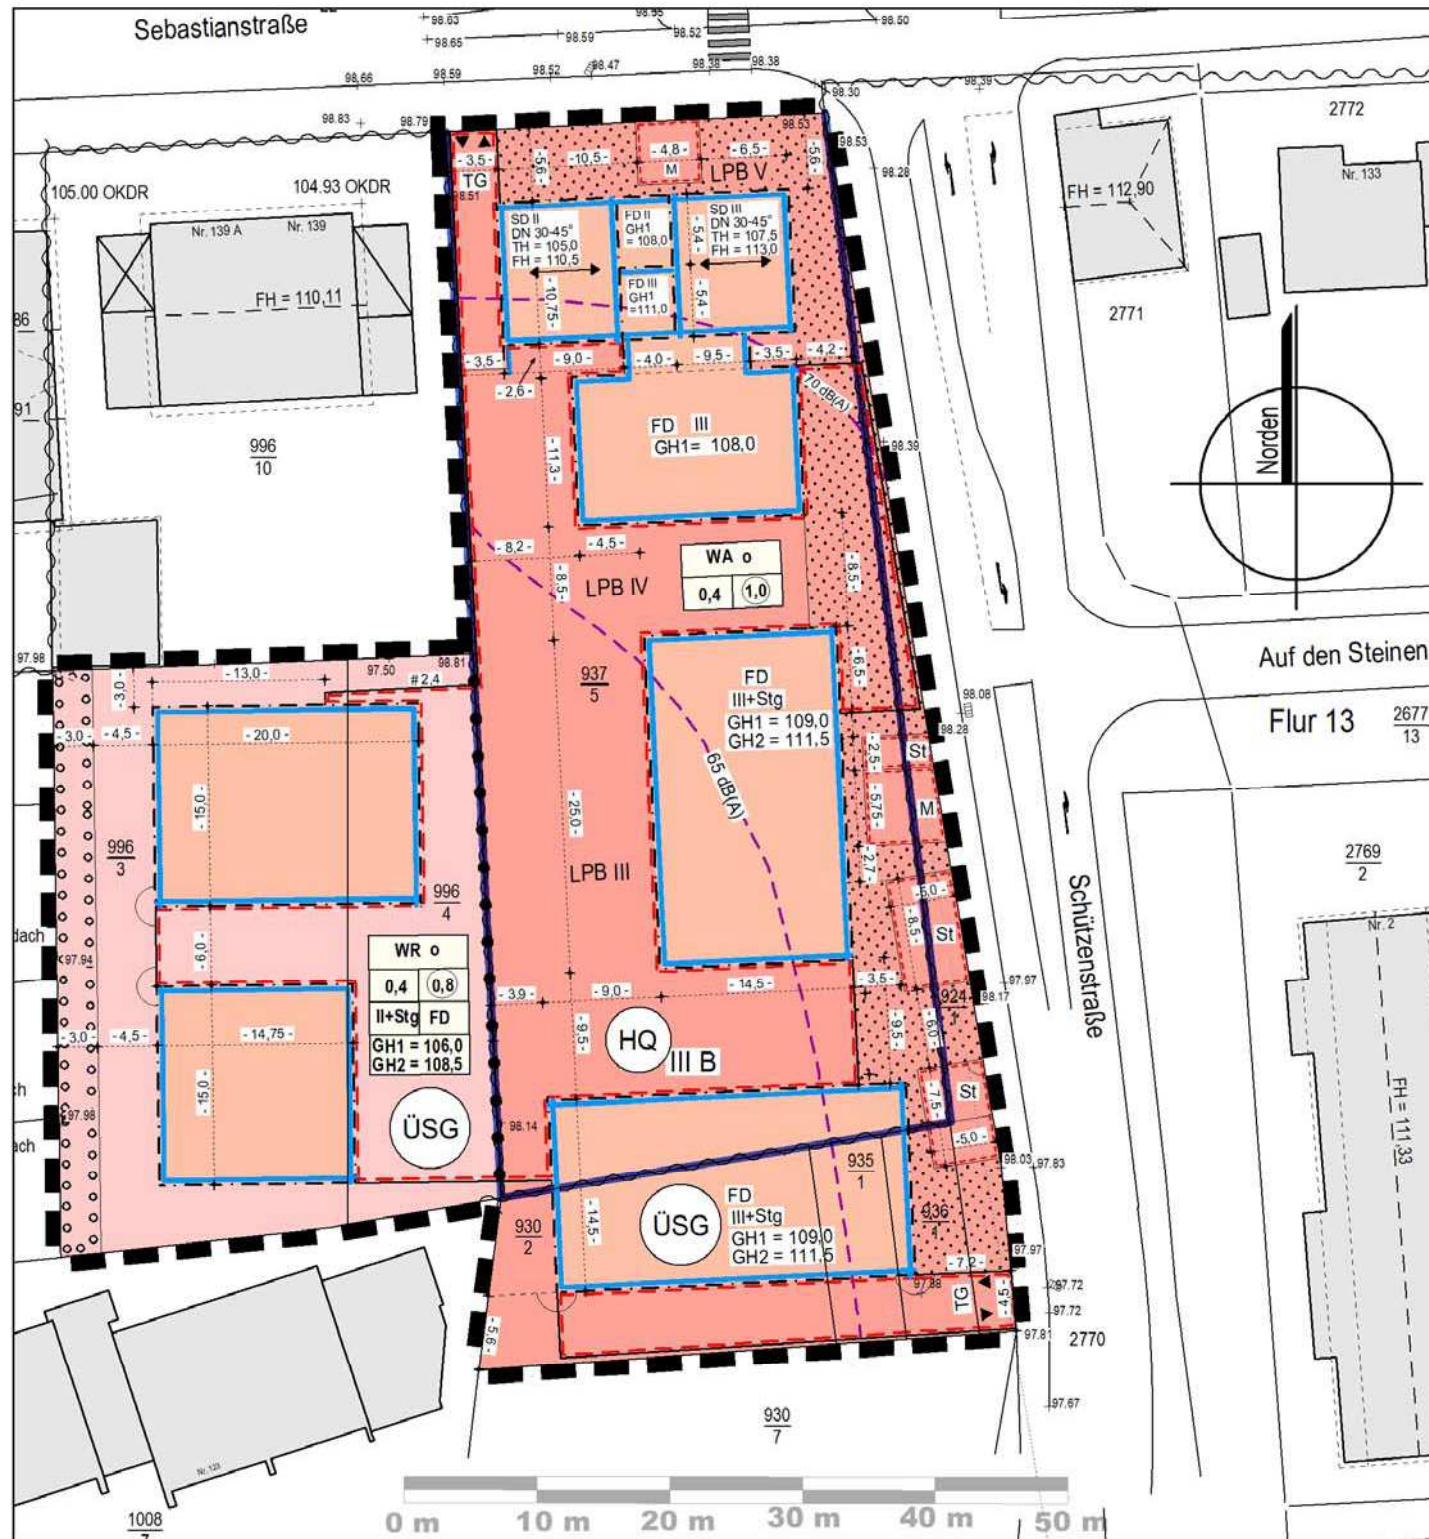 Sebastianstraße
98.63
98.65
98.59
98.55
98.52
98.50
98.66
98.59
98.52
98.47
98.38
98.38
98.30
98.39
98.83
98.79
98.53
98.53
98.28
105.00 OKDR
104.93 OKDR
Nr. 139 A
Nr. 139
FH = 110,11
86
91
996
10
- 3,5 -
TG
98.51
- 5,6 -
-10,5-
- 4,8 -
M
- 6,5 -
- 5,6 -
LPB V
SD II
DN 30-45°
TH = 105,0
FH = 110,5
- 10,75 -
FD II
GH1
= 108,0
FD III
GH1
=111,0
SD III
DN 30-45°
TH = 107,5
FH = 113,0
- 5,4 -
- 5,4 -
- 3,5 -
- 2,6 -
- 9,0 -
- 4,0 -
- 9,5 -
- 3,5 -
- 4,2 -
70 dB(A)
FD III
GH1= 108,0
- 11,3 -
98.39
- 8,2 -
- 4,5 -
- 8,5 -
LPB IV
WA o
0,4
1,0
- 8,5 -
FH = 112,90
2772
Nr. 133
2771
Norden
Auf den Steinen
Flur 13
2677
13
97.98
97.50
98.81
-13,0-
- 3,0 -
#2,4
- 3,0 -
- 4,5 -
- 20,0 -
- 15,0 -
996
3
996
4
937
5
FD
III+Stg
GH1 = 109,0
GH2 = 111,5
- 6,5 -
98.08
98.28
- 2,5 -
St
- 5,75 -
M
65 dB(A)
- 25,0 -
LPB III
- 2,7 -
-6,0 -
- 8,5 -
St
2769
2
Nr. 2
dach
97.94
- 6,0 -
WR o
0,4
0,8
II+Stg
FD
GH1 = 106,0
GH2 = 108,5
ÜSG
- 3,0 -
- 4,5 -
- 14,75 -
- 15,0 -
97.98
ach
- 3,9 -
- 9,0 -
- 14,5 -
- 3,5 -
- 9,5 -
HQ
III B
- 9,5 -
924
- 6,0 -
97.97
98.17
Schützenstraße
- 7,5 -
St
-5,0 -
98.03
97.83
FH = 111,33
98.14
935
1
930
2
- 14,5 -
ÜSG
FD
III+Stg
GH1 = 109,0
GH2 = 111,5
936
- 7,2 -
97.97
97.72
97.72
TG
- 4,5 -
97.81
2770
- 5,6 -
97.67
930
7
Nr. 123
1008
7
0 m
10 m
20 m
30 m
40 m
50 m